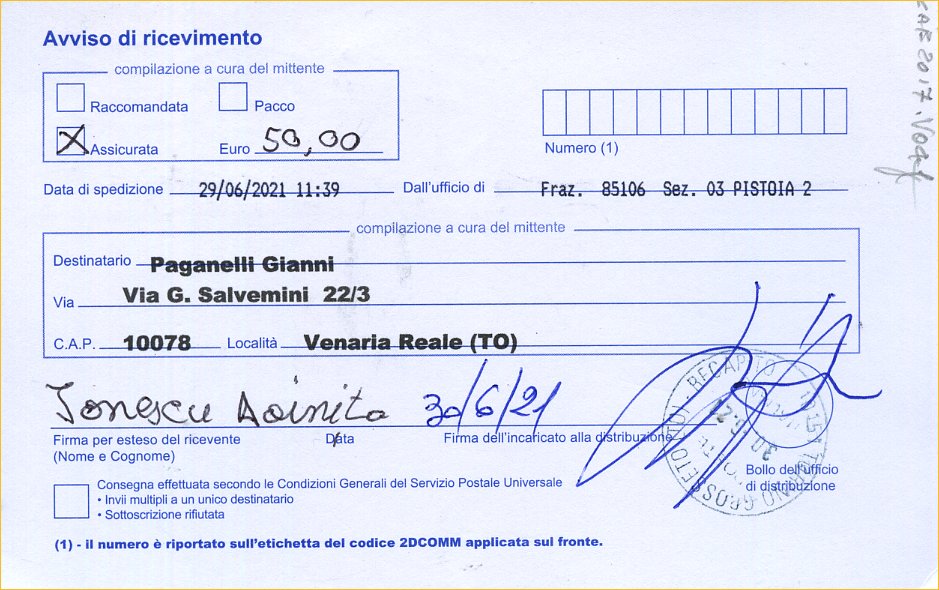 Avviso di ricevimento
compilazione a cura del mittente
Raccomandata Pacco
X Assicurata Euro 50,00
Numero (1)
Data di spedizione 29/06/2021 11:39 Dall'ufficio di Fraz. 85106 Sez. 03 PISTOIA 2
compilazione a cura del mittente
Destinatario Paganelli Gianni
Via Via G. Salvemini 22/3
C.A.P. 10078 Località Venaria Reale (TO)
Ionescu Doinita 30/6/21
Firma per esteso del ricevente Data Firma dell'incaricato alla distribuzione
(Nome e Cognome)
Bollo dell'ufficio
di distribuzione
Consegna effettuata secondo le Condizioni Generali del Servizio Postale Universale
• Invii multipli a un unico destinatario
• Sottoscrizione rifiutata
(1) - il numero è riportato sull'etichetta del codice 2DCOMM applicata sul fronte.
RECAPITO
GROSSETO
2017